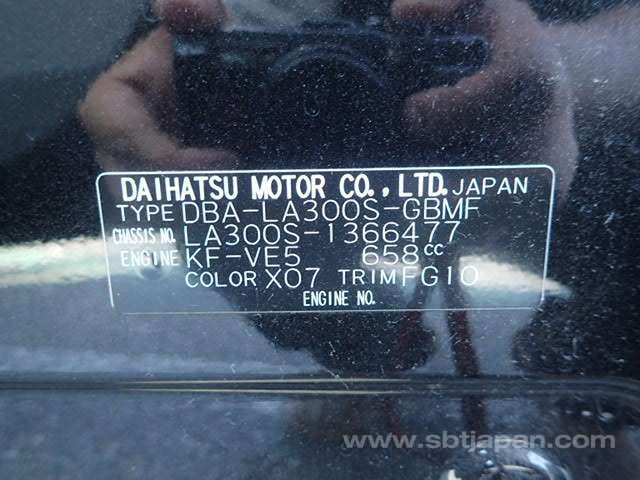 DAIHATSU MOTOR CO., LTD. JAPAN
TYPE DBA-LA300S-GBMF
CHASSIS NO. LA300S-1366477
ENGINE KF-VE5 658cc
COLOR X07 TRIM FG10
ENGINE NO.
www.sbtjapan.com